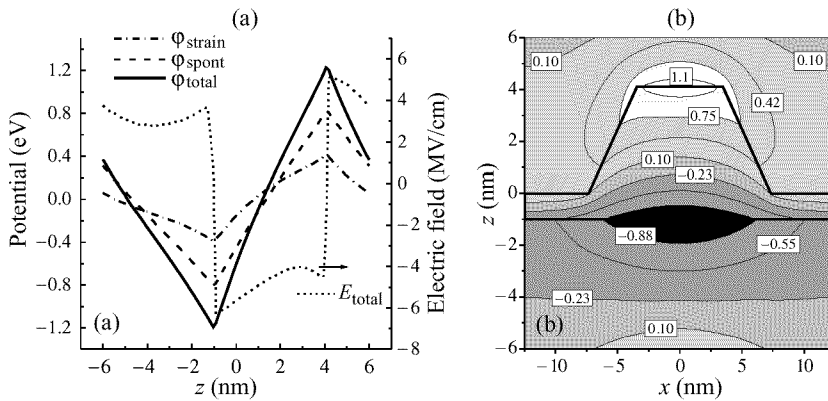 (a)
φstrain
φspont
φtotal
1.2
0.8
0.4
0.0
−0.4
−0.8
−1.2
Potential (eV)
6
4
2
0
−2
−4
−6
−8
Electric field (MV/cm)
Etotal
(a)
−6 −4 −2 0 2 4 6
z (nm)
(b)
6
4
2
0
−2
−4
−6
z (nm)
0.10
0.10
1.1
0.42
0.75
0.10
−0.23
−0.88
−0.55
−0.23
0.10
(b)
−10 −5 0 5 10
x (nm)